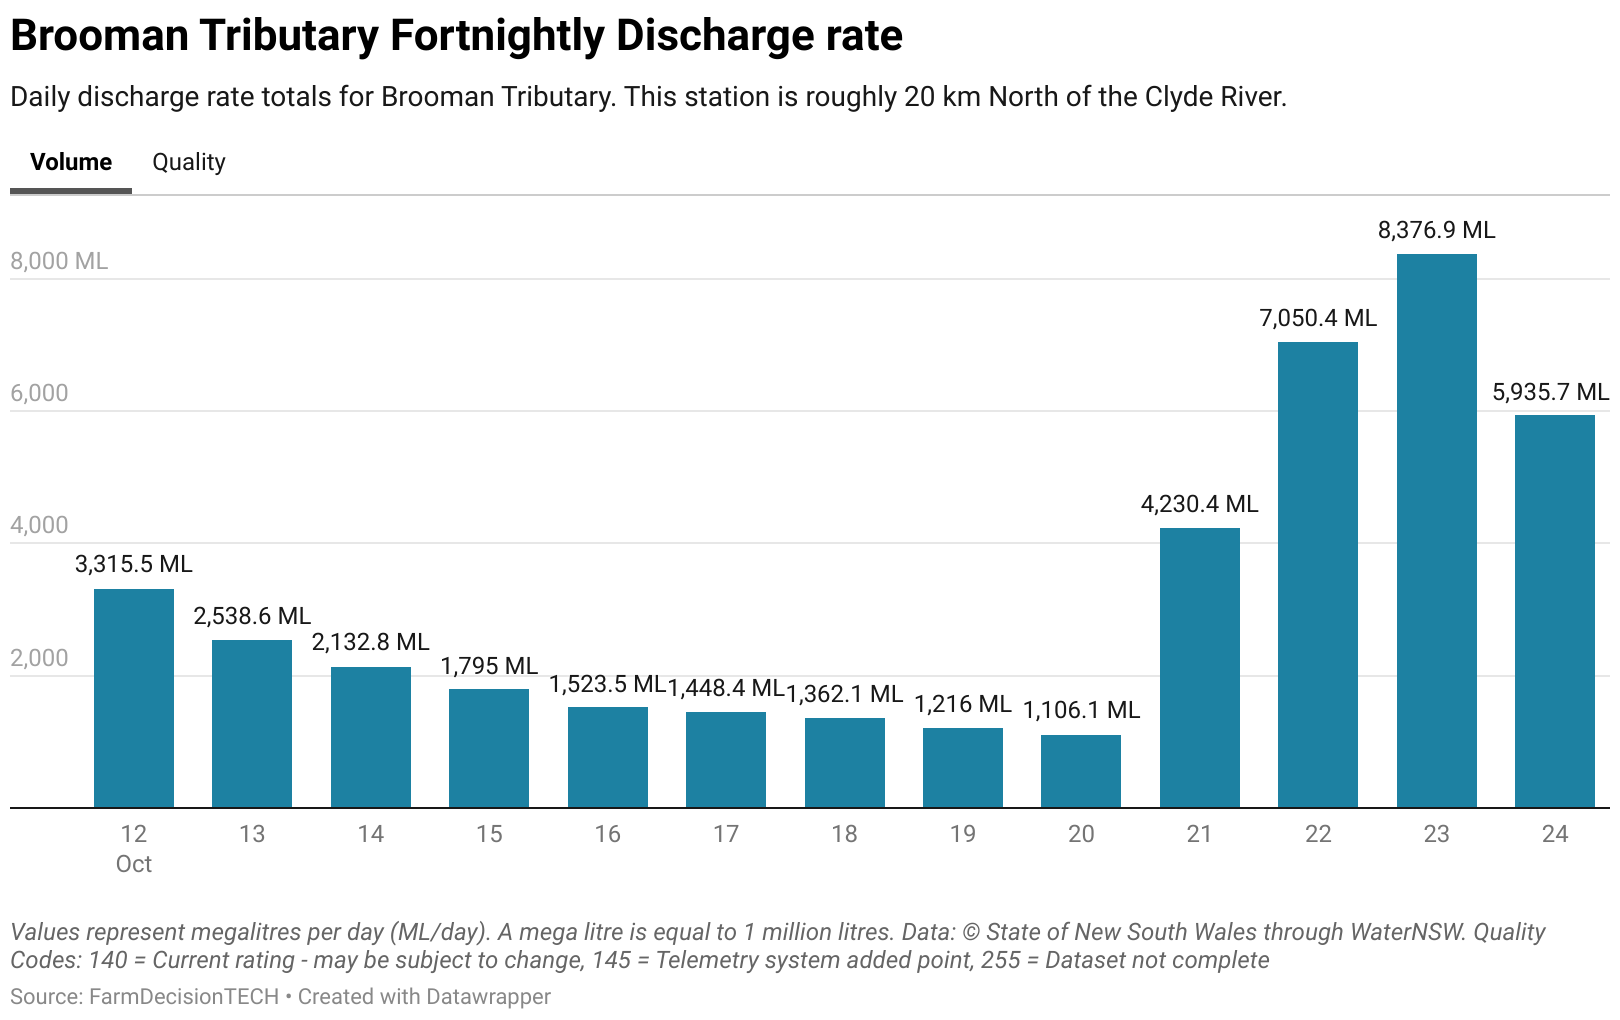 Brooman Tributary Fortnightly Discharge rate
Daily discharge rate totals for Brooman Tributary. This station is roughly 20 km North of the Clyde River.
Volume Quality
8,376.9 ML
8,000 ML
7,050.4 ML
6,000
5,935.7 ML
4,230.4 ML
4,000
3,315.5 ML
2,538.6 ML
2,132.8 ML
2,000
1,795 ML
1,523.5 ML
1,448.4 ML
1,362.1 ML
1,216 ML
1,106.1 ML
12 13 14 15 16 17 18 19 20 21 22 23 24
Oct
Values represent megalitres per day (ML/day). A mega litre is equal to 1 million litres. Data: © State of New South Wales through WaterNSW. Quality
Codes: 140 = Current rating - may be subject to change, 145 = Telemetry system added point, 255 = Dataset not complete
Source: FarmDecisionTECH • Created with Datawrapper